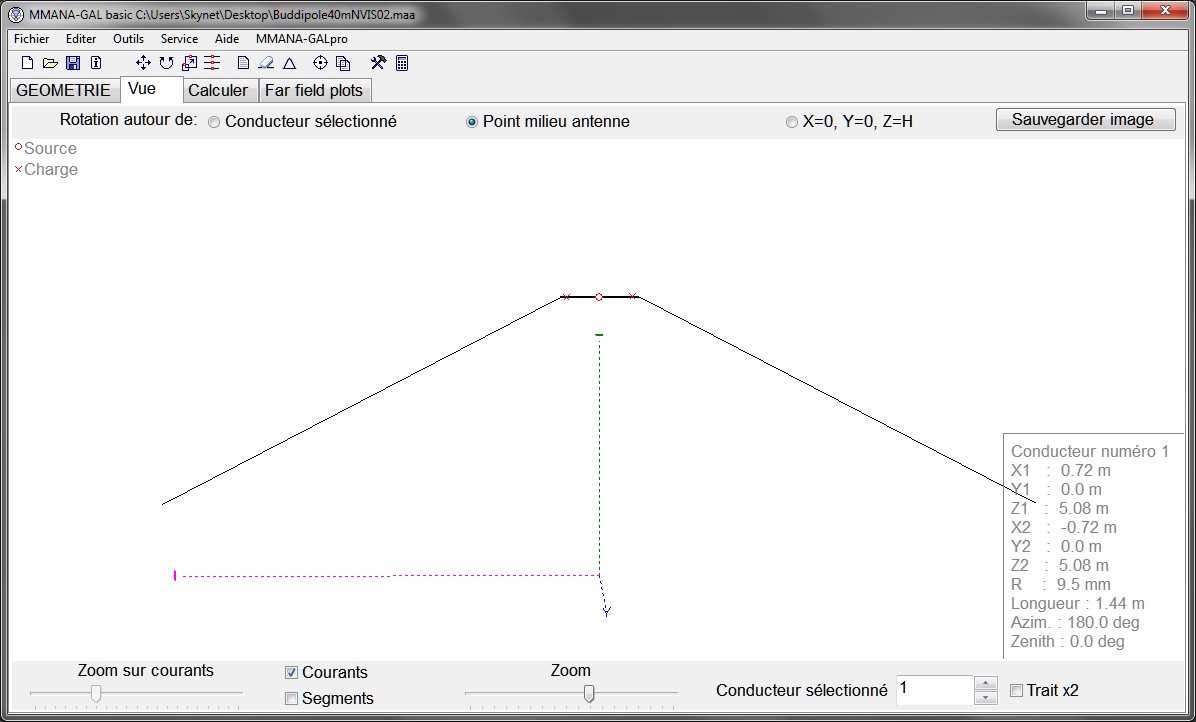 MMANA-GAL basic C:\Users\Skynet\Desktop\Buddipole40mNVIS02.maa
Fichier Editer Outils Service Aide MMANA-GALpro
GEOMETRIE Vue Calculer Far field plots
Rotation autour de: Conducteur sélectionné Point milieu antenne X=0, Y=0, Z=H Sauvegarder image
Source
Charge
Conducteur numéro 1
X1 : 0.72 m
Y1 : 0.0 m
Z1 : 5.08 m
X2 : -0.72 m
Y2 : 0.0 m
Z2 : 5.08 m
R : 9.5 mm
Longueur : 1.44 m
Azim. : 180.0 deg
Zenith : 0.0 deg
Y
Zoom sur courants Courants Zoom
Segments Conducteur sélectionné 1 Trait x2